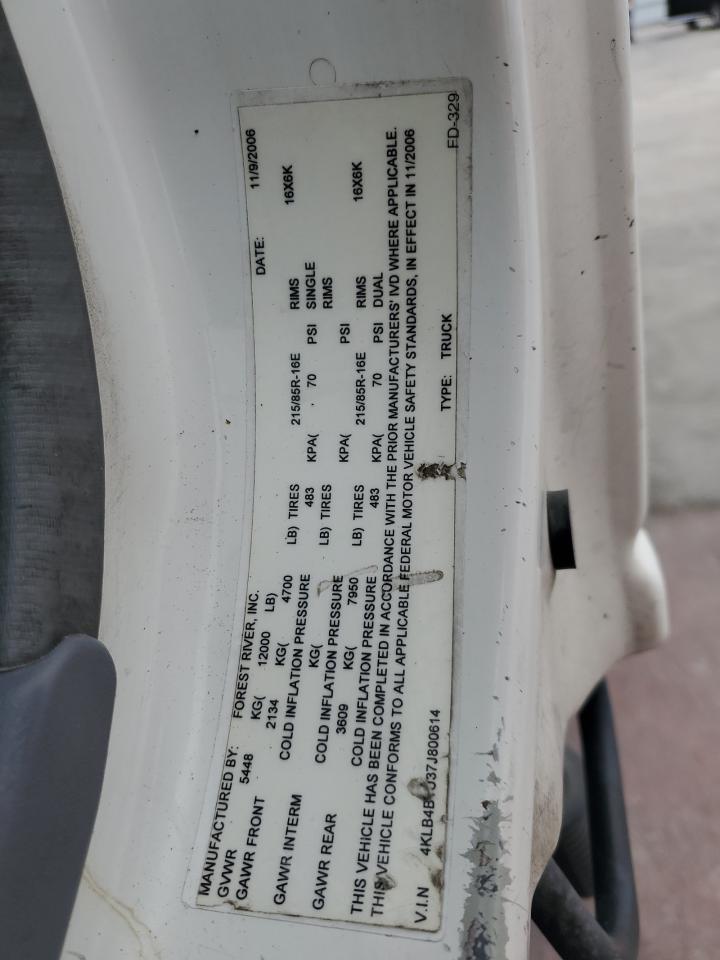 MANUFACTURED BY: FOREST RIVER, INC. DATE: 11/9/2006
GVWR 5448 KG( 12000 LB)
GAWR FRONT 2134 KG( 4700 LB) TIRES 215/85R-16E RIMS 16X6K
COLD INFLATION PRESSURE 483 KPA( 70 PSI SINGLE
GAWR INTERM KG( LB) TIRES RIMS
COLD INFLATION PRESSURE KPA( PSI
GAWR REAR 3609 KG( 7950 LB) TIRES 215/85R-16E RIMS 16X6K
COLD INFLATION PRESSURE 483 KPA( 70 PSI DUAL
THIS VEHICLE HAS BEEN COMPLETED IN ACCORDANCE WITH THE PRIOR MANUFACTURERS' IVD WHERE APPLICABLE.
THIS VEHICLE CONFORMS TO ALL APPLICABLE FEDERAL MOTOR VEHICLE SAFETY STANDARDS, IN EFFECT IN 11/2006
V.I.N TYPE: TRUCK FD-329